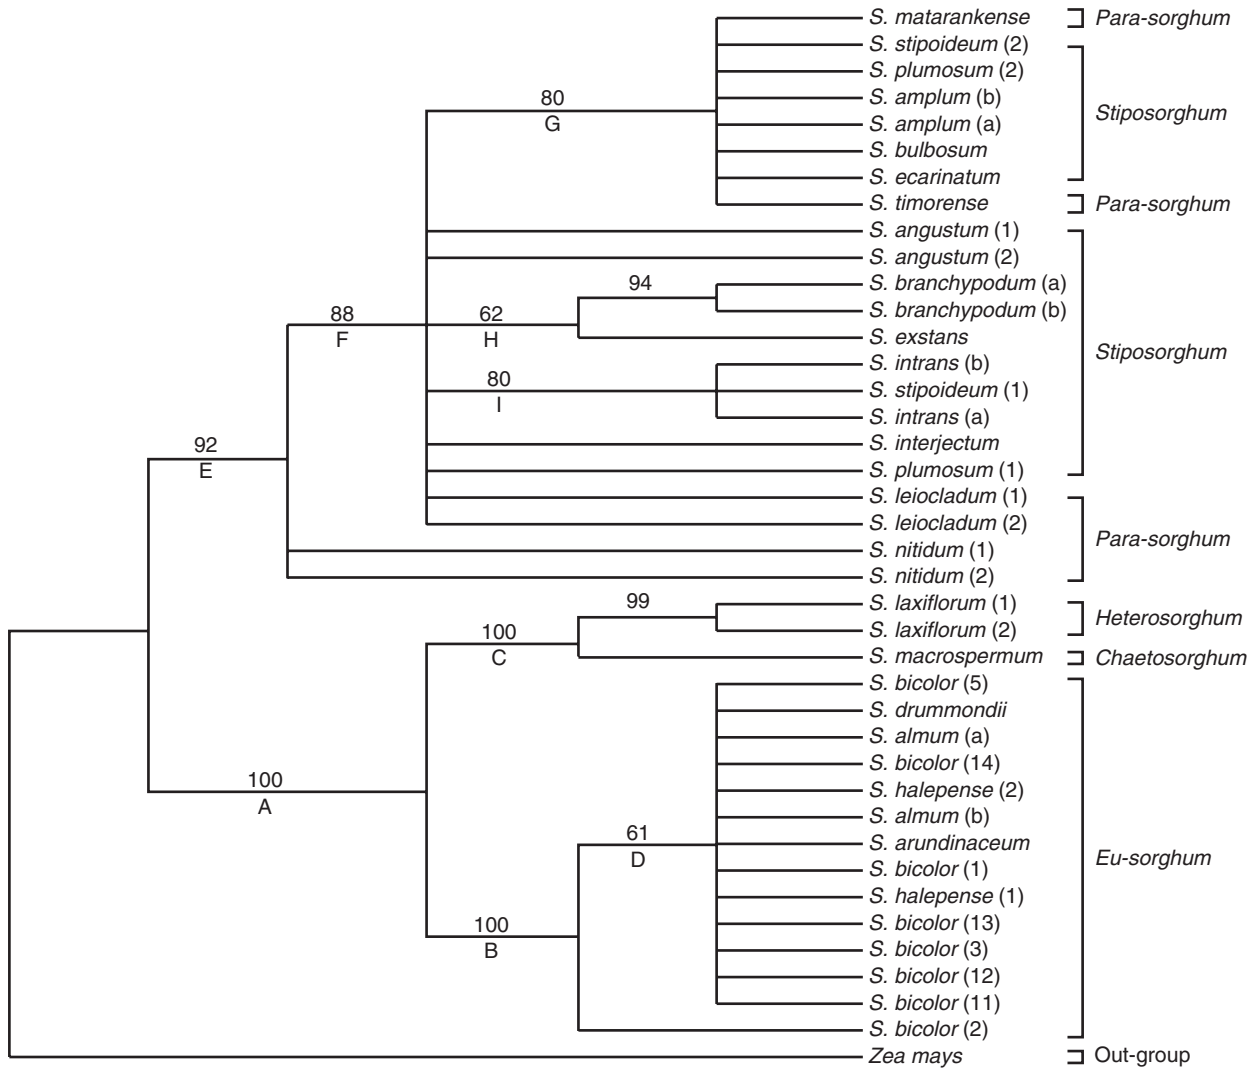 S. matarankense Para-sorghum
S. stipoideum (2)
S. plumosum (2)
80 S. amplum (b)
Stiposorghum
G S. amplum (a)
S. bulbosum
S. ecarinatum
S. timorense Para-sorghum
S. angustum (1)
S. angustum (2)
94 S. branchypodum (a)
88 62 S. branchypodum (b)
F H S. exstans
Stiposorghum
S. intrans (b)
80 S. stipoideum (1)
I S. intrans (a)
92 S. interjectum
E S. plumosum (1)
S. leiocladum (1)
S. leiocladum (2)
Para-sorghum
S. nitidum (1)
S. nitidum (2)
99 S. laxiflorum (1)
Heterosorghum
100 S. laxiflorum (2)
C S. macrospermum Chaetosorghum
S. bicolor (5)
S. drummondii
S. almum (a)
100 S. bicolor (14)
A S. halepense (2)
61 S. almum (b)
S. arundinaceum
D Eu-sorghum
S. bicolor (1)
S. halepense (1)
100 S. bicolor (13)
B S. bicolor (3)
S. bicolor (12)
S. bicolor (11)
S. bicolor (2)
Zea mays Out-group